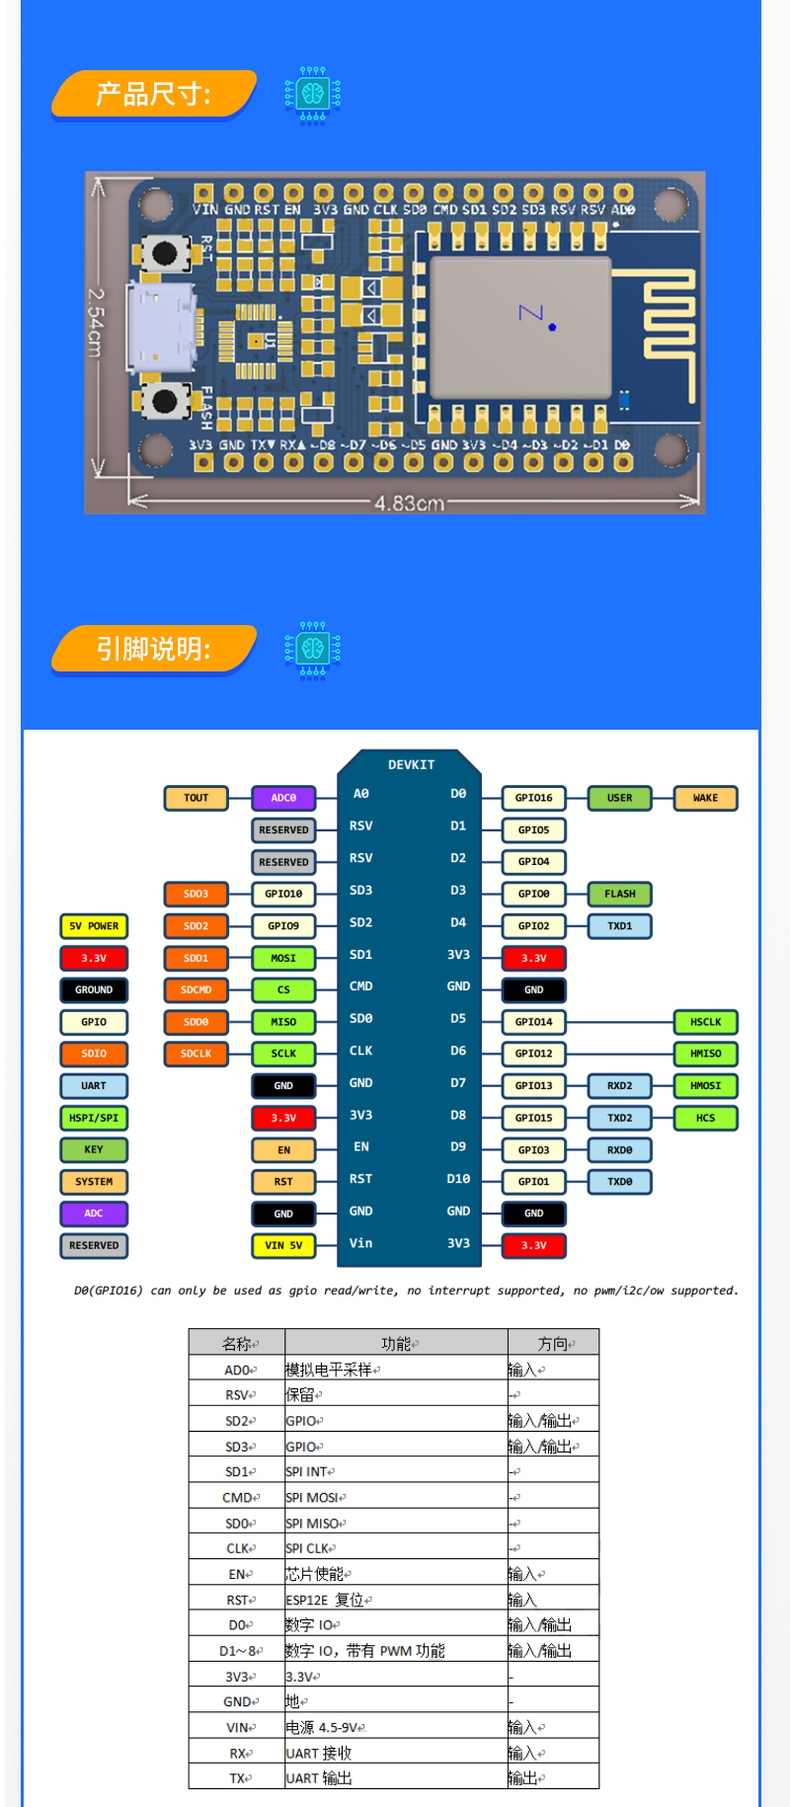 产品尺寸:
VIN GND RST EN 3V3 GND CLK SD0 CMD SD1 SD2 SD3 RSV RSV AD0
RST
2.54cm
U1
Z
FLASH
3V3 GND TX▼ RX▲ ~D8 ~D7 ~D6 ~D5 GND 3V3 ~D4 ~D3 ~D2 ~D1 D0
4.83cm
引脚说明:
DEVKIT
TOUT ADC0 A0 D0 GPIO16 USER WAKE
RESERVED RSV D1 GPIO5
RESERVED RSV D2 GPIO4
SDD3 GPIO10 SD3 D3 GPIO0 FLASH
5V POWER SDD2 GPIO9 SD2 D4 GPIO2 TXD1
3.3V SDD1 MOSI SD1 3V3 3.3V
GROUND SDCMD CS CMD GND GND
GPIO SDD0 MISO SD0 D5 GPIO14 HSCLK
SDIO SDCLK SCLK CLK D6 GPIO12 HMISO
UART GND GND D7 GPIO13 RXD2 HMOSI
HSPI/SPI 3.3V 3V3 D8 GPIO15 TXD2 HCS
KEY EN EN D9 GPIO3 RXD0
SYSTEM RST RST D10 GPIO1 TXD0
ADC GND GND GND GND
RESERVED VIN 5V Vin 3V3 3.3V
D0(GPIO16) can only be used as gpio read/write, no interrupt supported, no pwm/i2c/ow supported.
名称 功能 方向
AD0 模拟电平采样 输入
RSV 保留 -
SD2 GPIO 输入/输出
SD3 GPIO 输入/输出
SD1 SPI INT -
CMD SPI MOSI -
SD0 SPI MISO -
CLK SPI CLK -
EN 芯片使能 输入
RST ESP12E 复位 输入
D0 数字 IO 输入/输出
D1~8 数字 IO，带有 PWM 功能 输入/输出
3V3 3.3V -
GND 地 -
VIN 电源 4.5-9V 输入
RX UART 接收 输入
TX UART 输出 输出